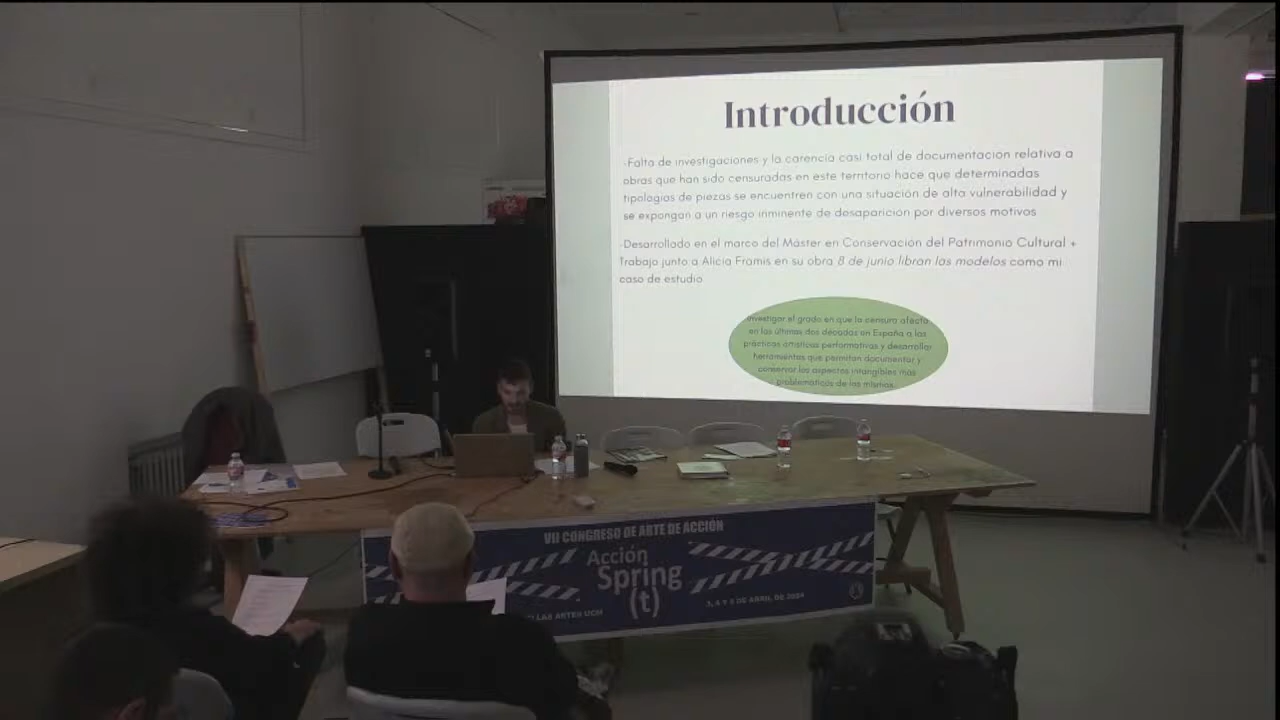 Introducción
-Falta de investigaciones y la carencia casi total de documentacion relativa a
obras que han sido censuradas en este territorio hace que determinadas
tipologías de piezas se encuentren con una situación de alta vulnerabilidad y
se expongan a un riesgo inminente de desaparición por diversos motivos
-Desarrollado en el marco del Máster en Conservación del Patrimonio Cultural +
Trabajo junto a Alicia Framis en su obra 8 de junio libran las modelos como mi
caso de estudio
Investigar el grado en que la censura afecta
en las últimas dos décadas en España a las
prácticas artísticas performativas y desarrollar
herramientas que permitan documentar y
conservar los aspectos intangibles más
problemáticos de las mismas.
VII CONGRESO DE ARTE DE ACCIÓN
Acción
Spring
(t)
LAS ARTES UCM
3, 4 Y 5 DE ABRIL DE 2024